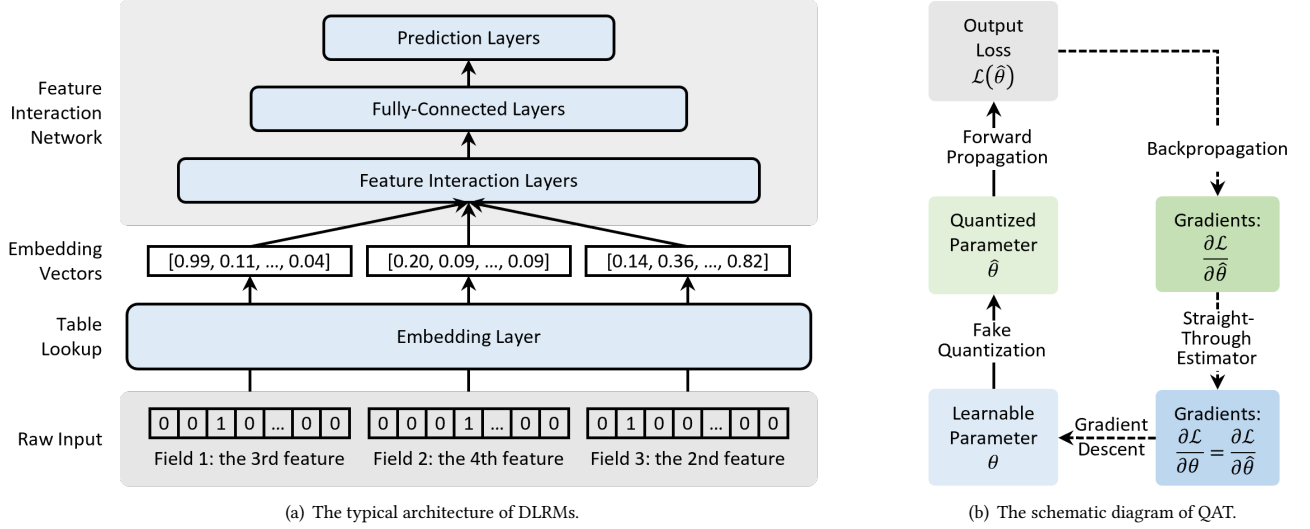 Prediction Layers
Feature
Interaction
Network
Fully-Connected Layers
Feature Interaction Layers
Embedding
Vectors
[0.99, 0.11, ..., 0.04]
[0.20, 0.09, ..., 0.09]
[0.14, 0.36, ..., 0.82]
Table
Lookup
Embedding Layer
Raw Input
0 0 1 0 ... 0 0
0 0 0 1 ... 0 0
0 1 0 0 ... 0 0
Field 1: the 3rd feature
Field 2: the 4th feature
Field 3: the 2nd feature
(a) The typical architecture of DLRMs.
Output
Loss
ℒ(θ̂)
Forward
Propagation
Backpropagation
Quantized
Parameter
θ̂
Gradients:
∂ℒ/∂θ̂
Fake
Quantization
Straight-
Through
Estimator
Learnable
Parameter
θ
Gradient
Descent
Gradients:
∂ℒ/∂θ = ∂ℒ/∂θ̂
(b) The schematic diagram of QAT.